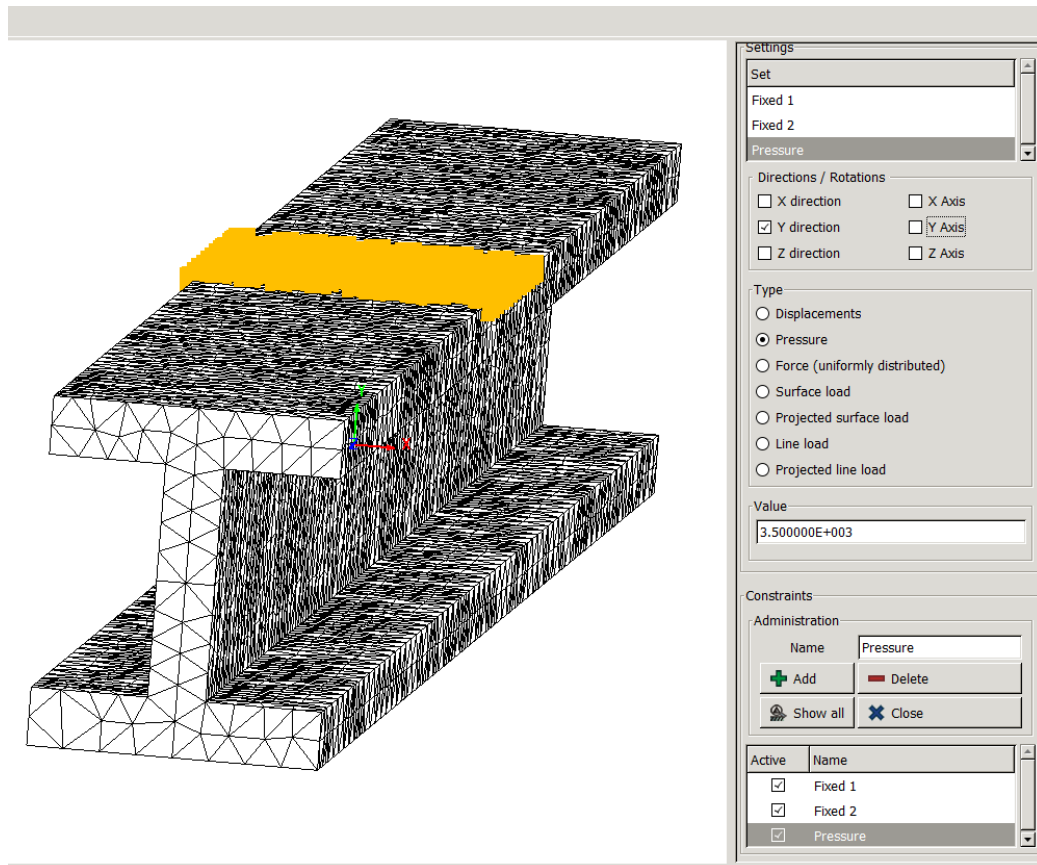 Settings
Set
Fixed 1
Fixed 2
Pressure
Directions / Rotations
X direction X Axis
Y direction Y Axis
Z direction Z Axis
Type
Displacements
Pressure
Force (uniformly distributed)
Surface load
Projected surface load
Line load
Projected line load
Value
3.500000E+003
Constraints
Administration
Name Pressure
Add Delete
Show all Close
Active Name
Fixed 1
Fixed 2
Pressure
Y
Z X